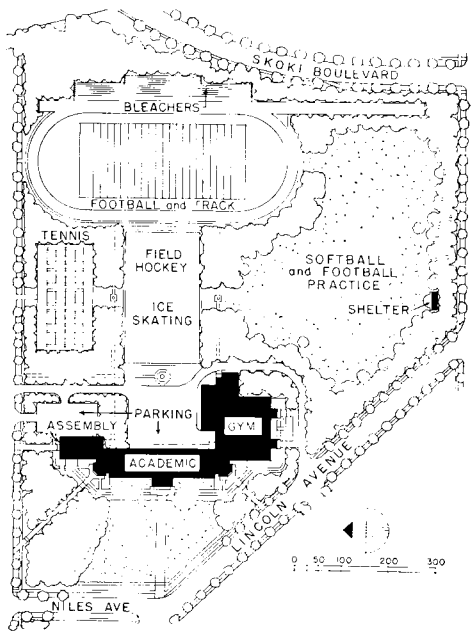 SKOKI BOULEVARD
BLEACHERS
FOOTBALL and TRACK
TENNIS
FIELD
HOCKEY
ICE
SKATING
SOFTBALL
and FOOTBALL
PRACTICE
SHELTER
PARKING
ASSEMBLY
GYM
ACADEMIC
LINCOLN AVENUE
NILES AVE.
0 50 100 200 300